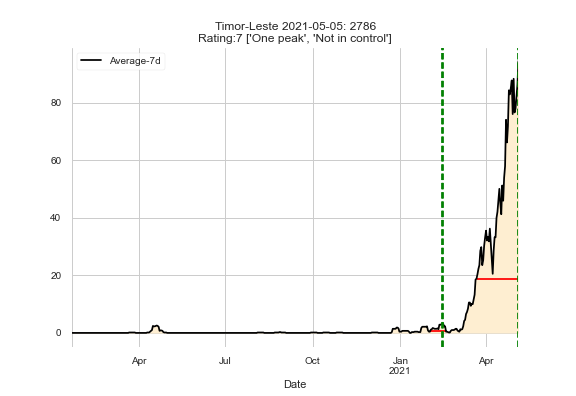 Timor-Leste 2021-05-05: 2786
Rating:7 ['One peak', 'Not in control']
Average-7d
80
60
40
20
0
Apr
Jul
Oct
Jan
2021
Apr
Date